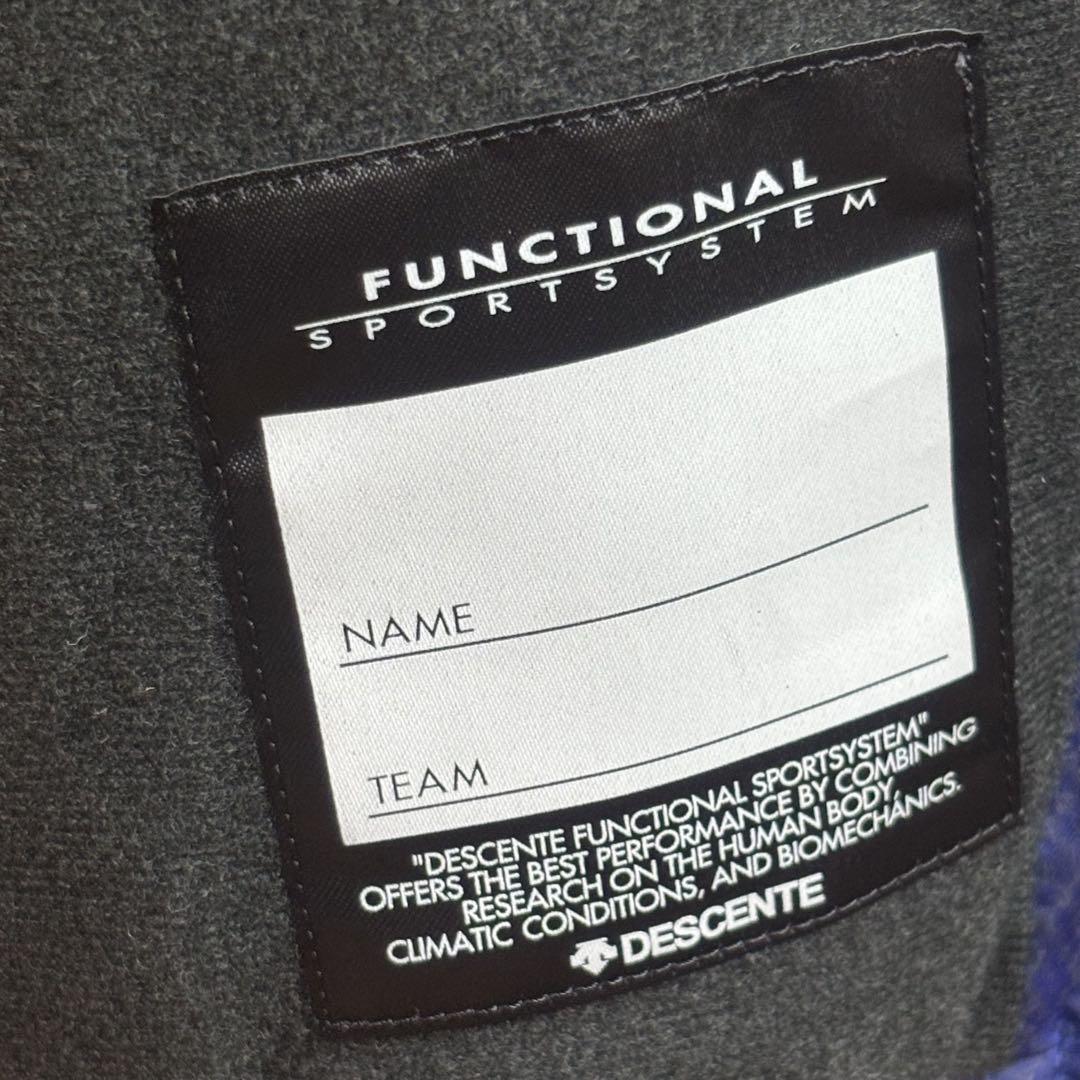 FUNCTIONAL
SPORTSYSTEM
NAME
TEAM
"DESCENTE FUNCTIONAL SPORTSYSTEM"
OFFERS THE BEST PERFORMANCE BY COMBINING
RESEARCH ON THE HUMAN BODY,
CLIMATIC CONDITIONS, AND BIOMECHANICS.
DESCENTE